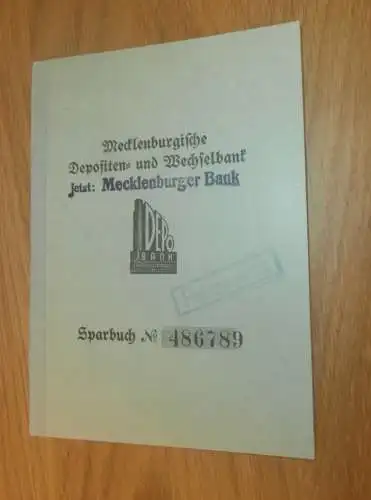 Mecklenburgische
Depositen- und Wechselbank
Jetzt: Mecklenburger Bank
DEPO
BANK
Sparbuch № 486789